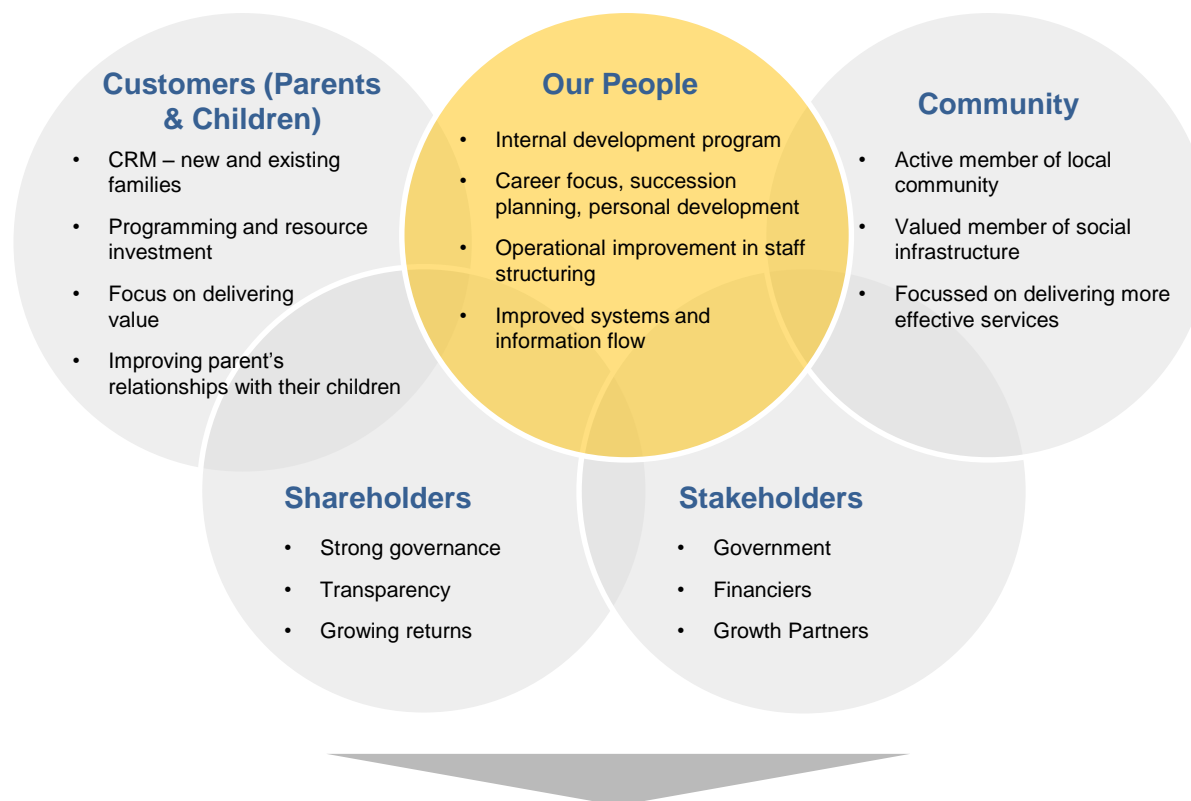 Customers (Parents
& Children)
• CRM – new and existing
families
• Programming and resource
investment
• Focus on delivering
value
• Improving parent's
relationships with their children
Our People
• Internal development program
• Career focus, succession
planning, personal development
• Operational improvement in staff
structuring
• Improved systems and
information flow
Community
• Active member of local
community
• Valued member of social
infrastructure
• Focussed on delivering more
effective services
Shareholders
• Strong governance
• Transparency
• Growing returns
Stakeholders
• Government
• Financiers
• Growth Partners